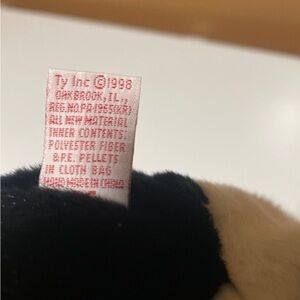 Ty Inc ©1998
OAKBROOK, IL.,
REG.NO.PA-1965(KR)
ALL NEW MATERIAL
INNER CONTENTS:
POLYESTER FIBER
& P.E. PELLETS
IN CLOTH BAG
HAND MADE IN CHINA